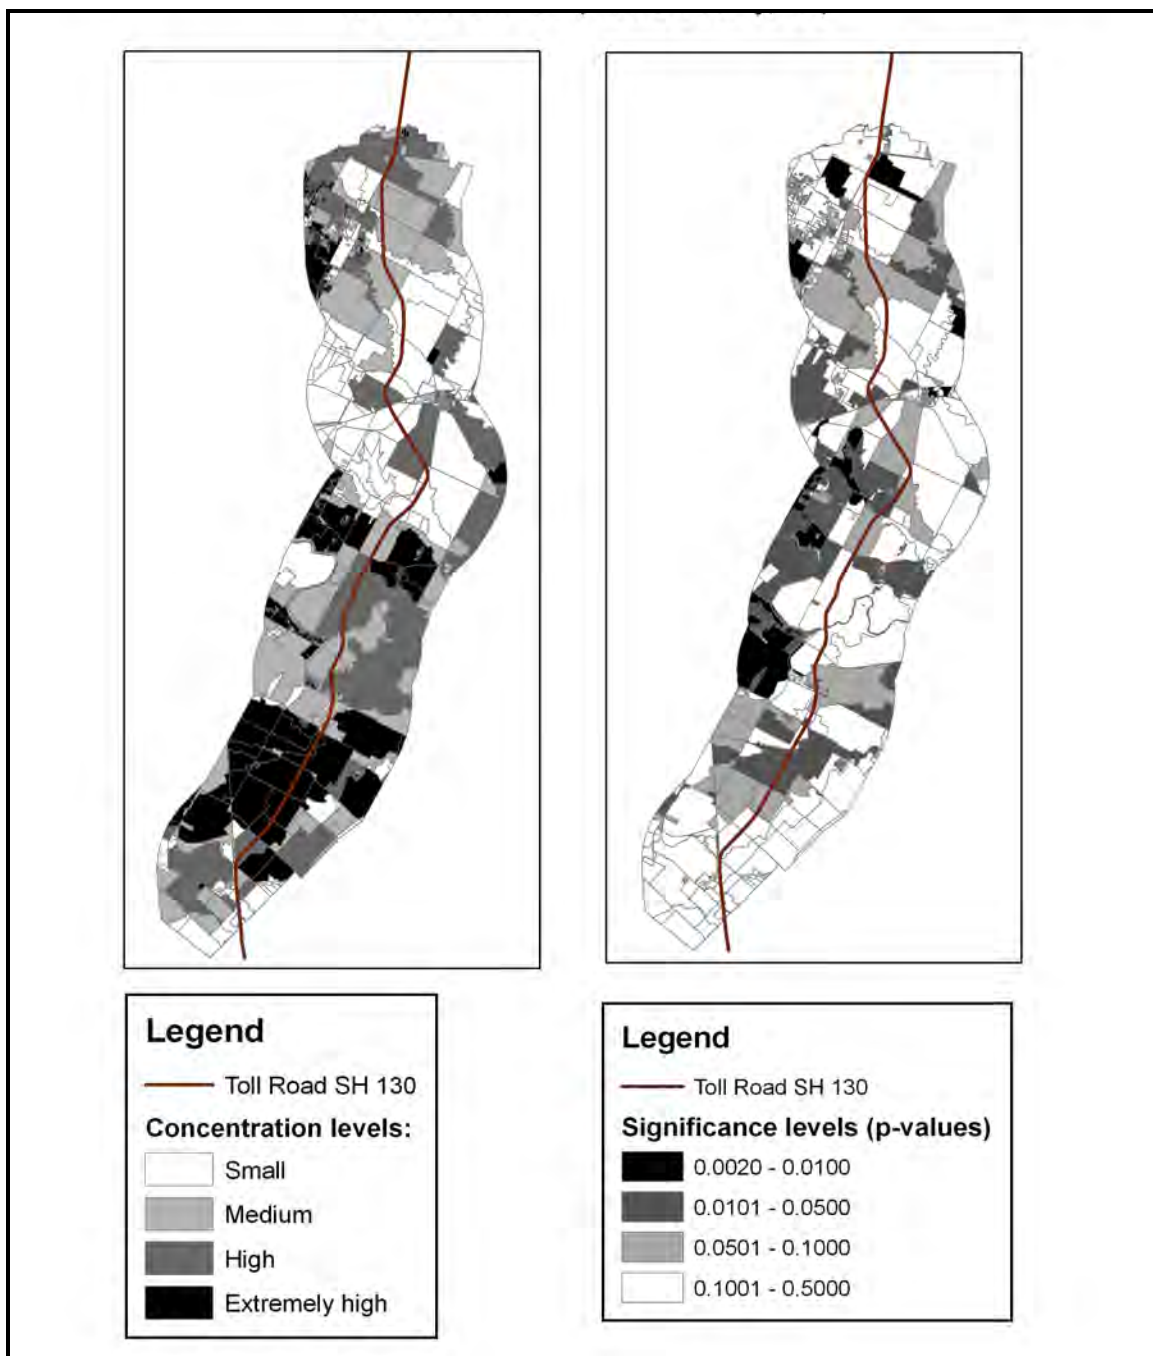 Legend
Toll Road SH 130
Concentration levels:
Small
Medium
High
Extremely high
Legend
Toll Road SH 130
Significance levels (p-values)
0.0020 - 0.0100
0.0101 - 0.0500
0.0501 - 0.1000
0.1001 - 0.5000